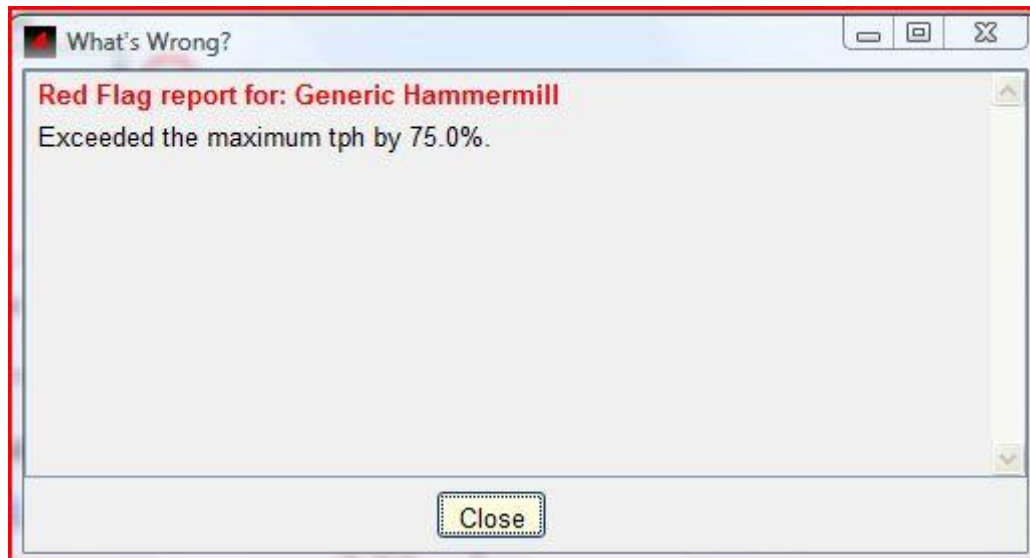 What's Wrong?
Red Flag report for: Generic Hammermill
Exceeded the maximum tph by 75.0%.
Close